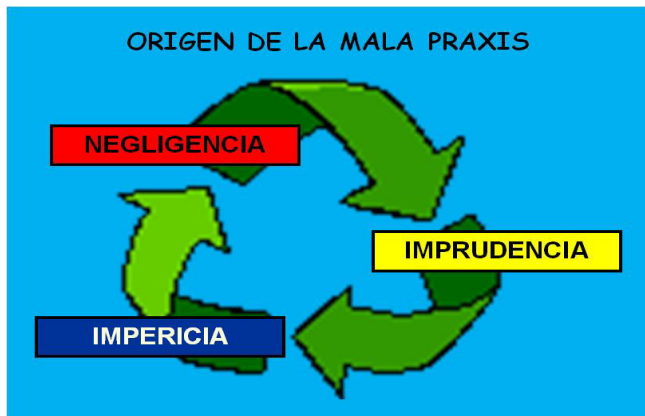 ORIGEN DE LA MALA PRAXIS
NEGLIGENCIA
IMPRUDENCIA
IMPERICIA